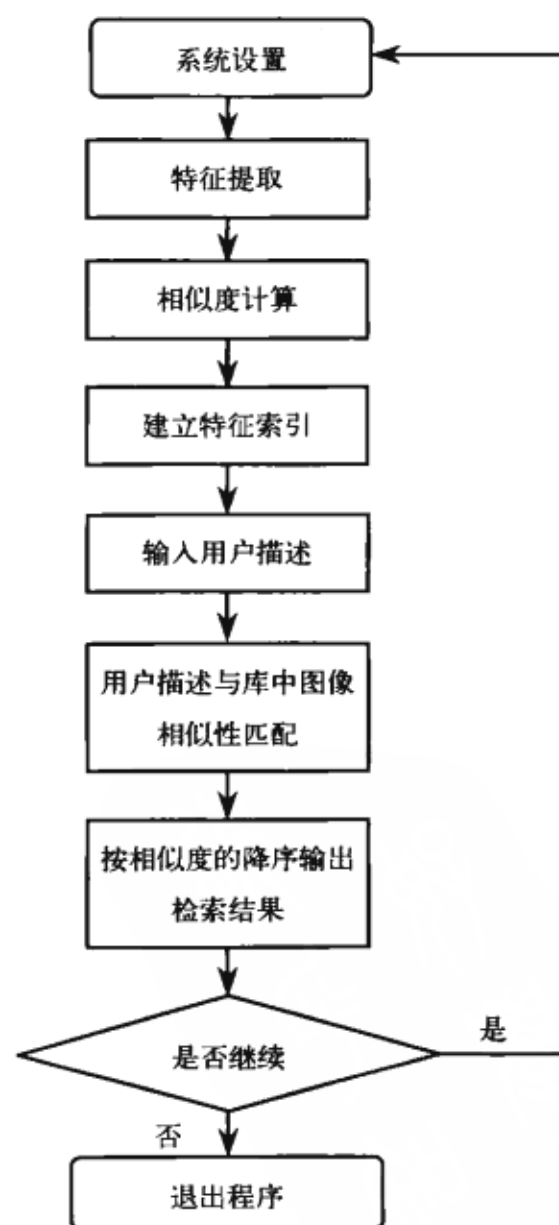 系统设置
特征提取
相似度计算
建立特征索引
输入用户描述
用户描述与库中图像
相似性匹配
按相似度的降序输出
检索结果
是否继续
是
否
退出程序